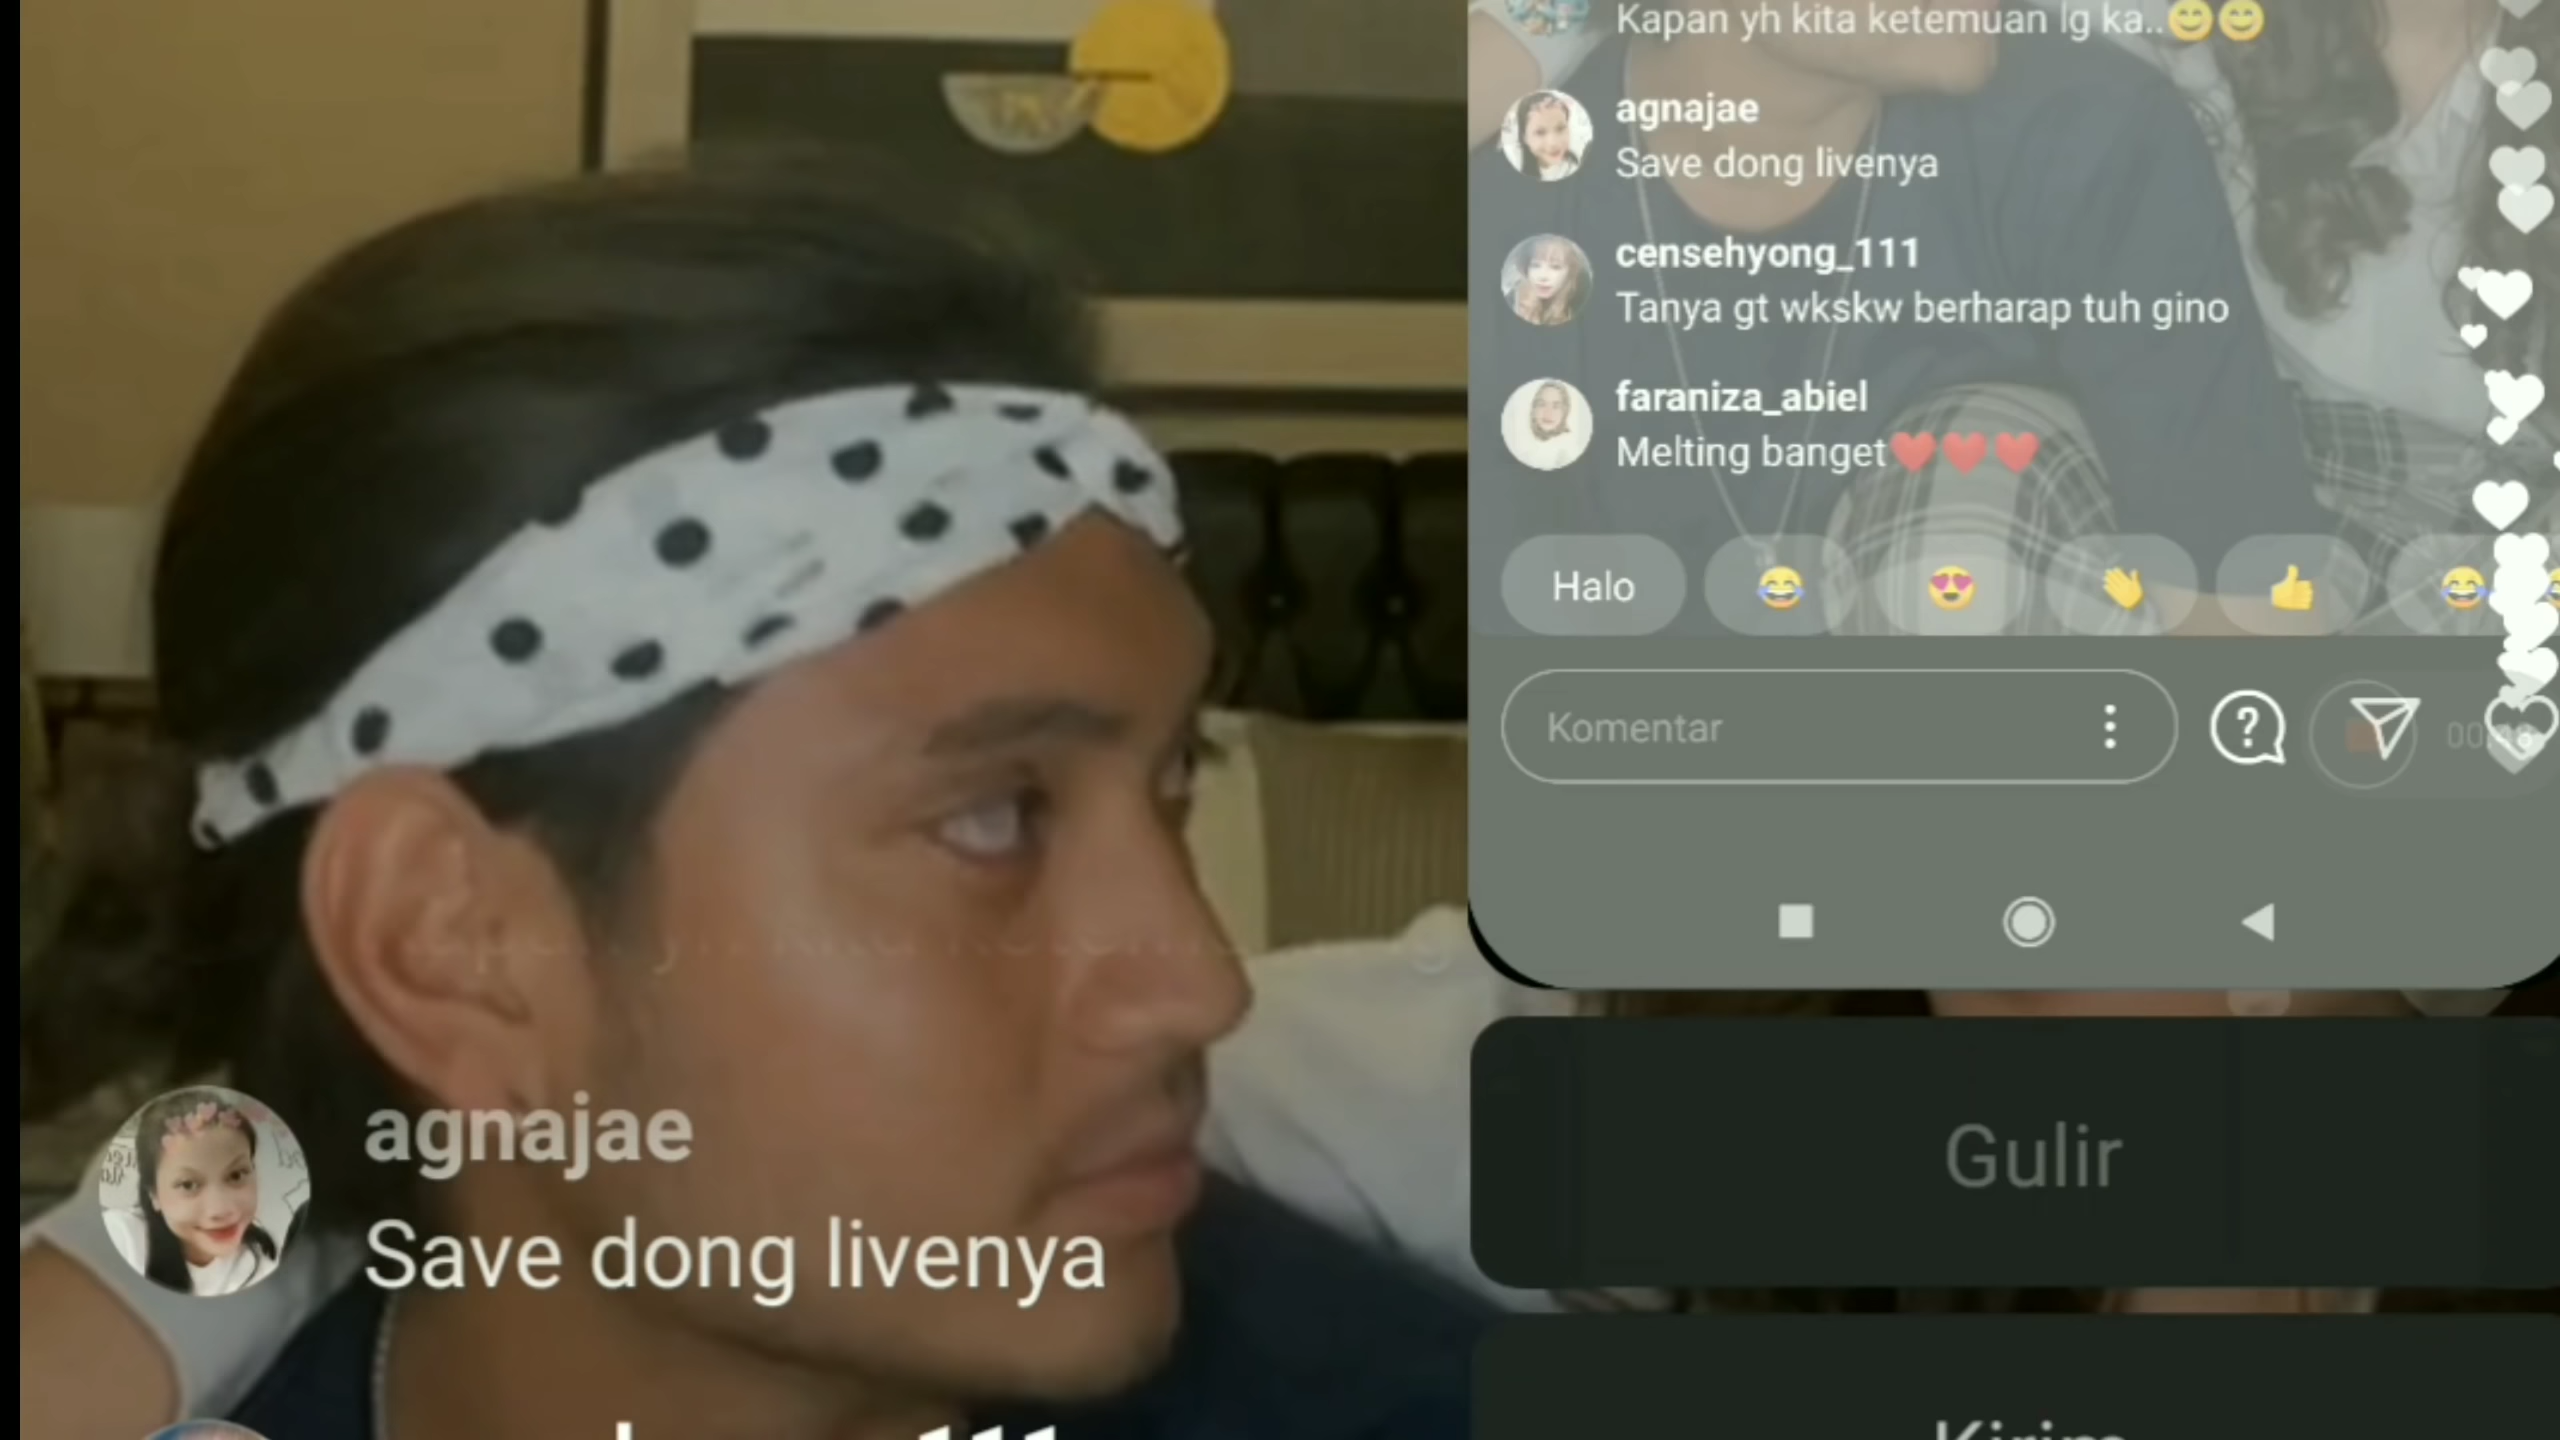 Kapan yh kita ketemuan lg ka..😊😊
agnajae
Save dong livenya
censehyong_111
Tanya gt wkskw berharap tuh gino
faraniza_abiel
Melting banget❤️❤️❤️
Halo
Komentar
Gulir
agnajae
Save dong livenya